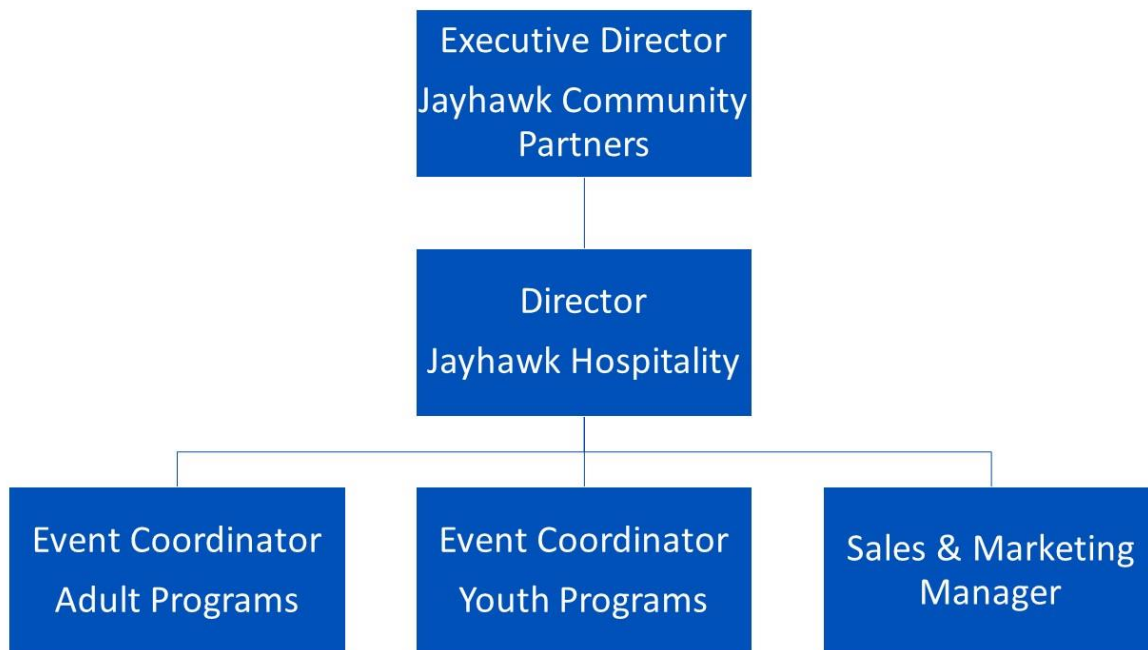 Executive Director
Jayhawk Community
Partners
Director
Jayhawk Hospitality
Event Coordinator
Adult Programs
Event Coordinator
Youth Programs
Sales & Marketing
Manager